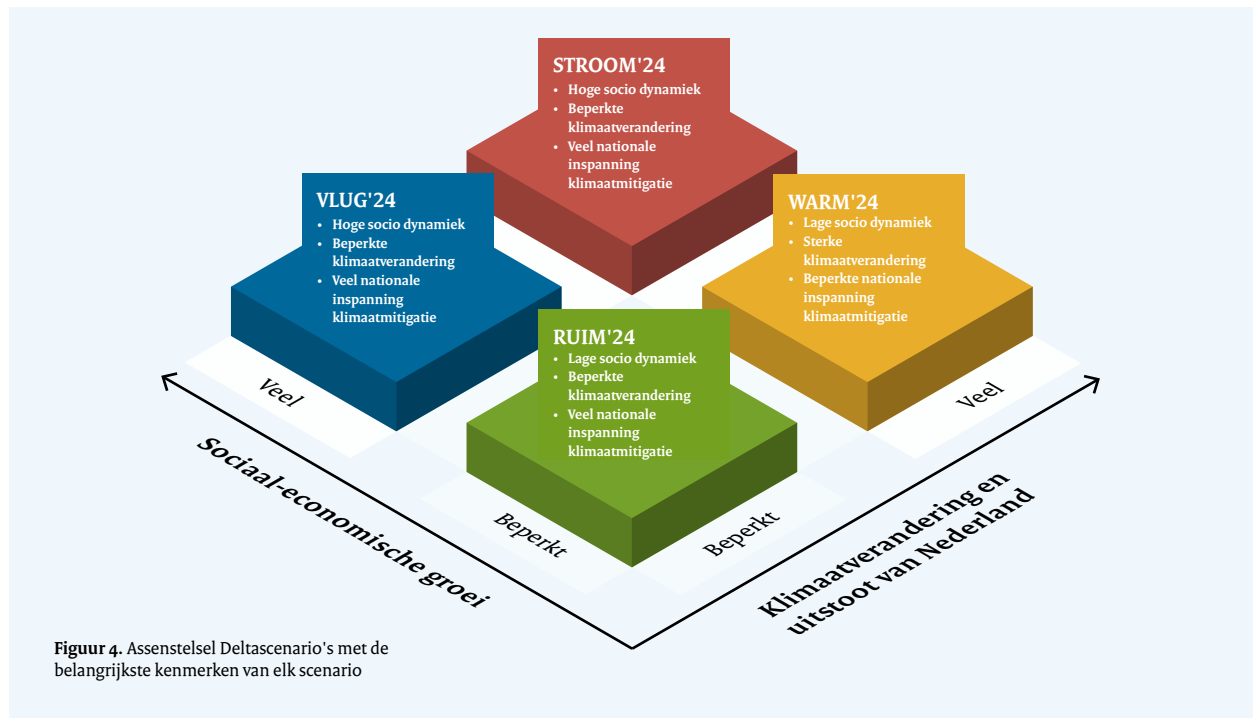 STROOM'24
• Hoge socio dynamiek
• Beperkte
klimaatverandering
• Veel nationale
inspanning
klimaatmitigatie
VLUG'24
• Hoge socio dynamiek
• Beperkte
klimaatverandering
• Veel nationale
inspanning
klimaatmitigatie
WARM'24
• Lage socio dynamiek
• Sterke
klimaatverandering
• Beperkte nationale
inspanning
klimaatmitigatie
RUIM'24
• Lage socio dynamiek
• Beperkte
klimaatverandering
• Veel nationale
inspanning
klimaatmitigatie
Veel
Beperkt
Sociaal-economische groei
Beperkt
Veel
Klimaatverandering en
uitstoot van Nederland
Figuur 4. Assenstelsel Deltascenario's met de
belangrijkste kenmerken van elk scenario